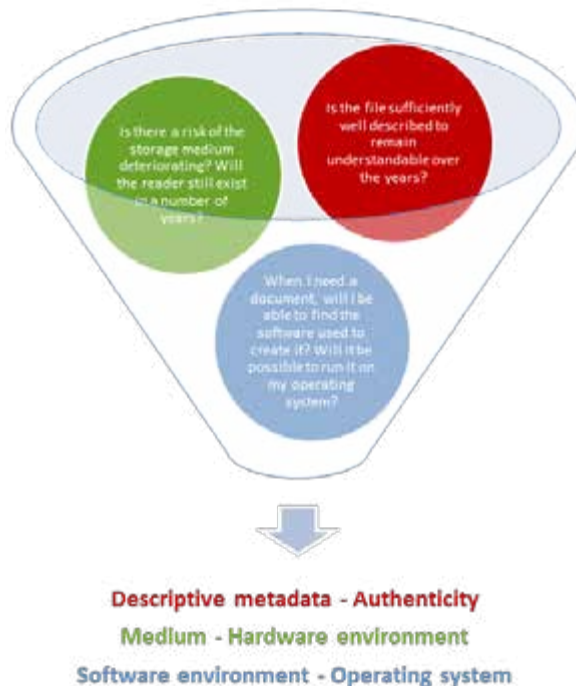 Is there a risk of the
storage medium
deteriorating? Will
the reader still exist
in a number of
years?
Is the file sufficiently
well described to
remain
understandable over
the years?
When I need a
document, will I be
able to find the
software used to
create it? Will it be
possible to run it on
my operating
system?
Descriptive metadata - Authenticity
Medium - Hardware environment
Software environment - Operating system